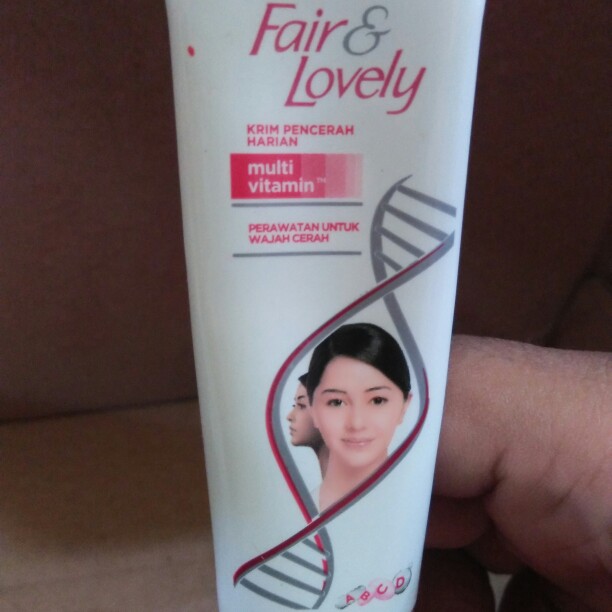 Fair &
Lovely
KRIM PENCERAH
HARIAN
multi
vitamin™
PERAWATAN UNTUK
WAJAH CERAH
A B C D